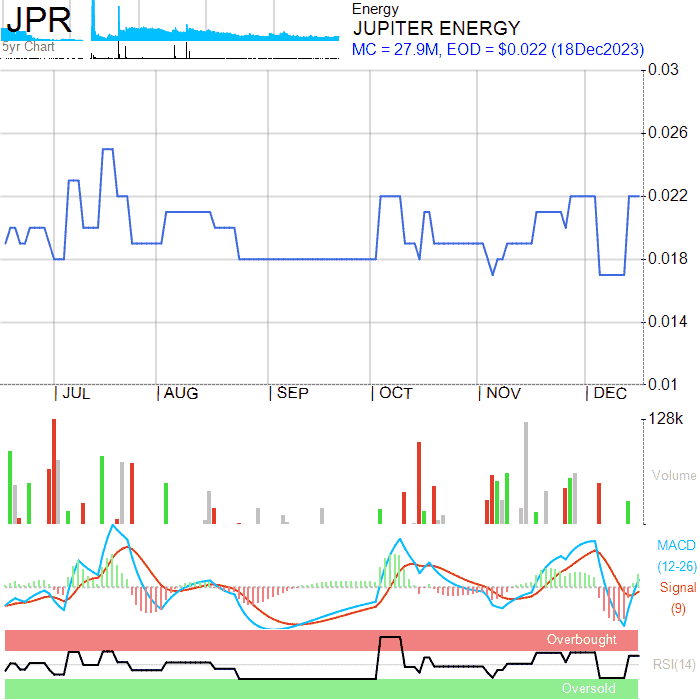 JPR
5yr Chart
Energy
JUPITER ENERGY
MC = 27.9M, EOD = $0.022 (18Dec2023)
0.03
0.026
0.022
0.018
0.014
0.01
JUL AUG SEP OCT NOV DEC
128k
Volume
MACD
(12-26)
Signal
(9)
Overbought
RSI(14)
Oversold